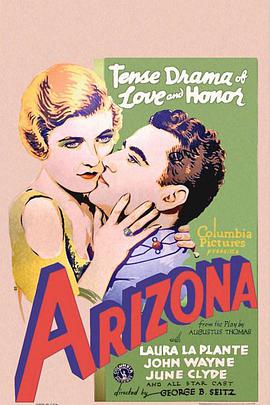 Tense Drama of
Love and Honor
Columbia
Pictures
presents
ARIZONA
from the Play by
AUGUSTUS THOMAS
with
LAURA LA PLANTE
JOHN WAYNE
JUNE CLYDE
AND ALL STAR CAST
directed by GEORGE B. SEITZ